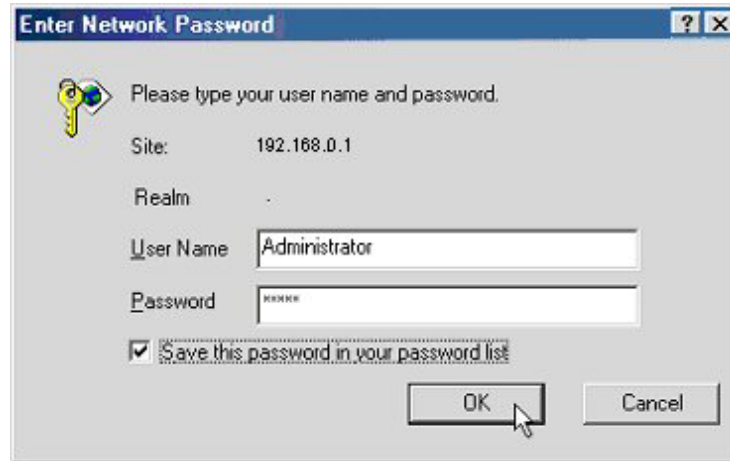 Enter Network Password
Please type your user name and password.
Site: 192.168.0.1
Realm .
User Name Administrator
Password *****
Save this password in your password list
OK Cancel